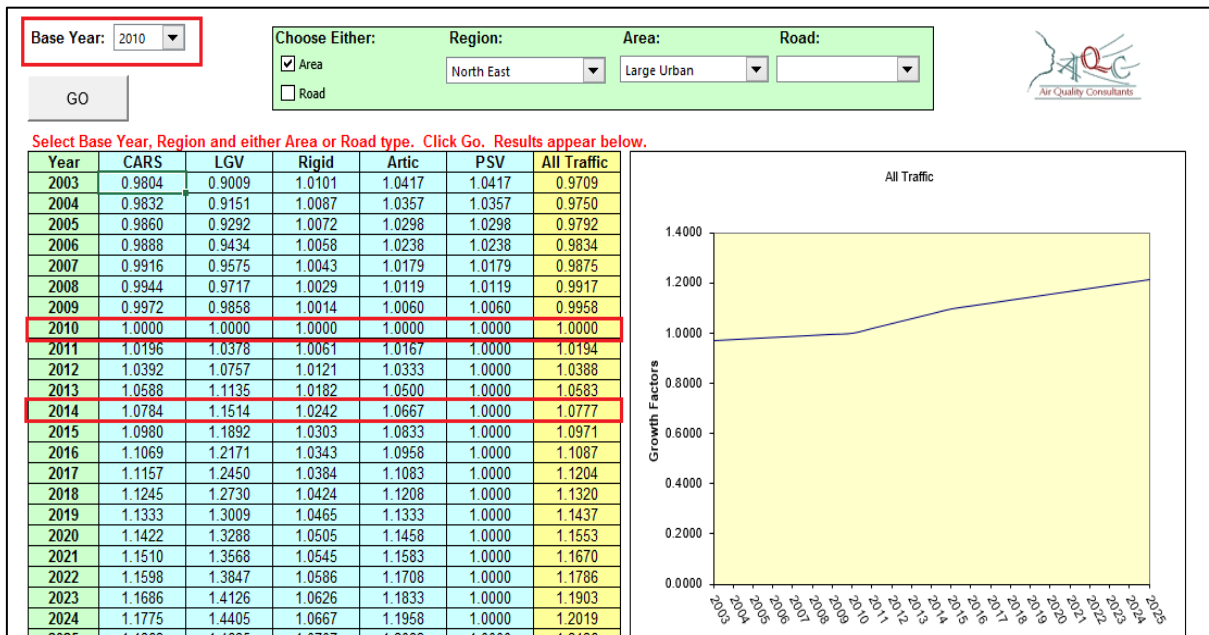 Base Year: 2010
Choose Either: Region: Area: Road:
Area
North East Large Urban
Road
GO
AQC
Air Quality Consultants
Select Base Year, Region and either Area or Road type. Click Go. Results appear below.
Year CARS LGV Rigid Artic PSV All Traffic
2003 0.9804 0.9009 1.0101 1.0417 1.0417 0.9709
2004 0.9832 0.9151 1.0087 1.0357 1.0357 0.9750
2005 0.9860 0.9292 1.0072 1.0298 1.0298 0.9792
2006 0.9888 0.9434 1.0058 1.0238 1.0238 0.9834
2007 0.9916 0.9575 1.0043 1.0179 1.0179 0.9875
2008 0.9944 0.9717 1.0029 1.0119 1.0119 0.9917
2009 0.9972 0.9858 1.0014 1.0060 1.0060 0.9958
2010 1.0000 1.0000 1.0000 1.0000 1.0000 1.0000
2011 1.0196 1.0378 1.0061 1.0167 1.0000 1.0194
2012 1.0392 1.0757 1.0121 1.0333 1.0000 1.0388
2013 1.0588 1.1135 1.0182 1.0500 1.0000 1.0583
2014 1.0784 1.1514 1.0242 1.0667 1.0000 1.0777
2015 1.0980 1.1892 1.0303 1.0833 1.0000 1.0971
2016 1.1069 1.2171 1.0343 1.0958 1.0000 1.1087
2017 1.1157 1.2450 1.0384 1.1083 1.0000 1.1204
2018 1.1245 1.2730 1.0424 1.1208 1.0000 1.1320
2019 1.1333 1.3009 1.0465 1.1333 1.0000 1.1437
2020 1.1422 1.3288 1.0505 1.1458 1.0000 1.1553
2021 1.1510 1.3568 1.0545 1.1583 1.0000 1.1670
2022 1.1598 1.3847 1.0586 1.1708 1.0000 1.1786
2023 1.1686 1.4126 1.0626 1.1833 1.0000 1.1903
2024 1.1775 1.4405 1.0667 1.1958 1.0000 1.2019
All Traffic
Growth Factors
1.4000
1.2000
1.0000
0.8000
0.6000
0.4000
0.2000
0.0000
2003 2004 2005 2006 2007 2008 2009 2010 2011 2012 2013 2014 2015 2016 2017 2018 2019 2020 2021 2022 2023 2024 2025